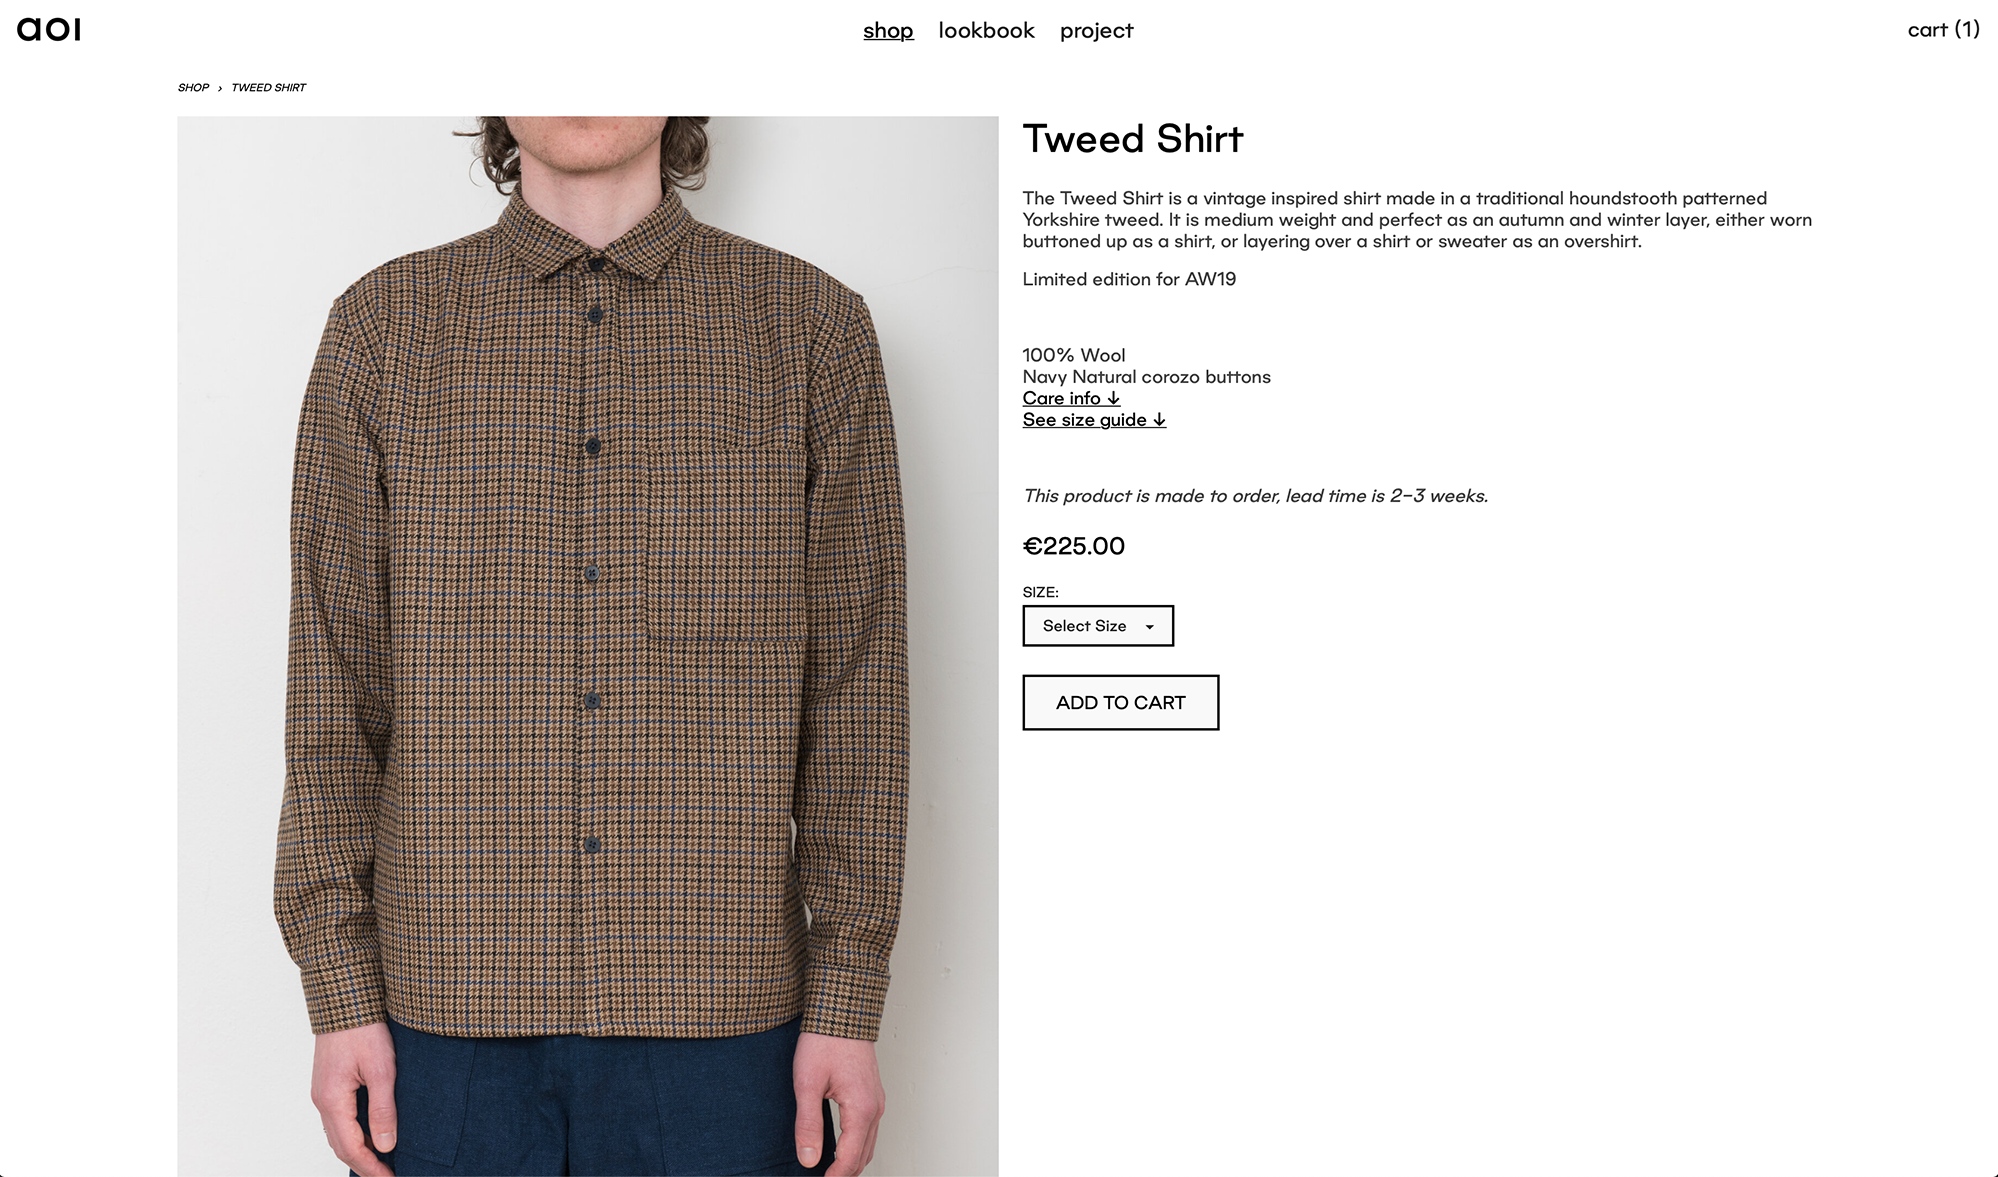 aoi
shop lookbook project
cart (1)
SHOP › TWEED SHIRT
Tweed Shirt
The Tweed Shirt is a vintage inspired shirt made in a traditional houndstooth patterned
Yorkshire tweed. It is medium weight and perfect as an autumn and winter layer, either worn
buttoned up as a shirt, or layering over a shirt or sweater as an overshirt.
Limited edition for AW19
100% Wool
Navy Natural corozo buttons
Care info ↓
See size guide ↓
This product is made to order, lead time is 2–3 weeks.
€225.00
SIZE:
Select Size
ADD TO CART